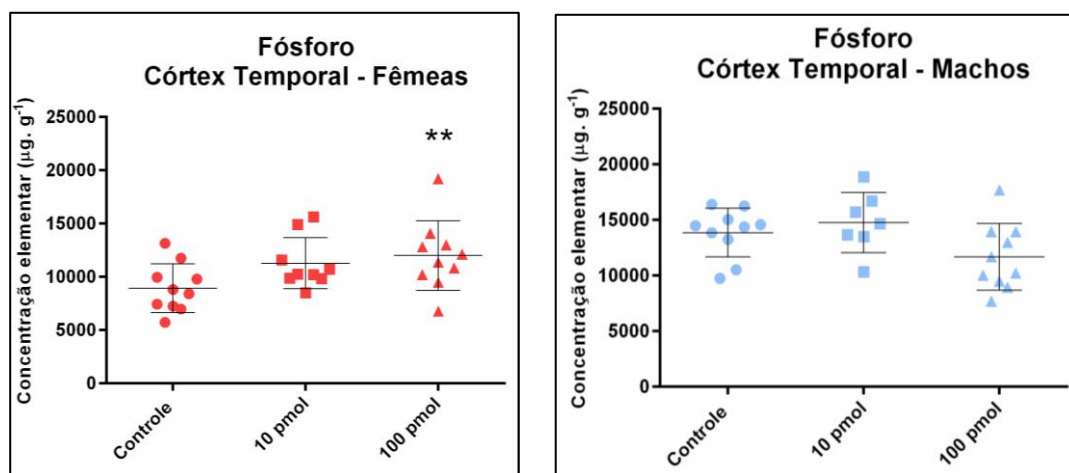 Fósforo
Córtex Temporal - Fêmeas
Concentração elementar (µg. g⁻¹)
25000
20000
15000
10000
5000
0
**
Controle
10 pmol
100 pmol
Fósforo
Córtex Temporal - Machos
Concentração elementar (µg. g⁻¹)
25000
20000
15000
10000
5000
0
Controle
10 pmol
100 pmol